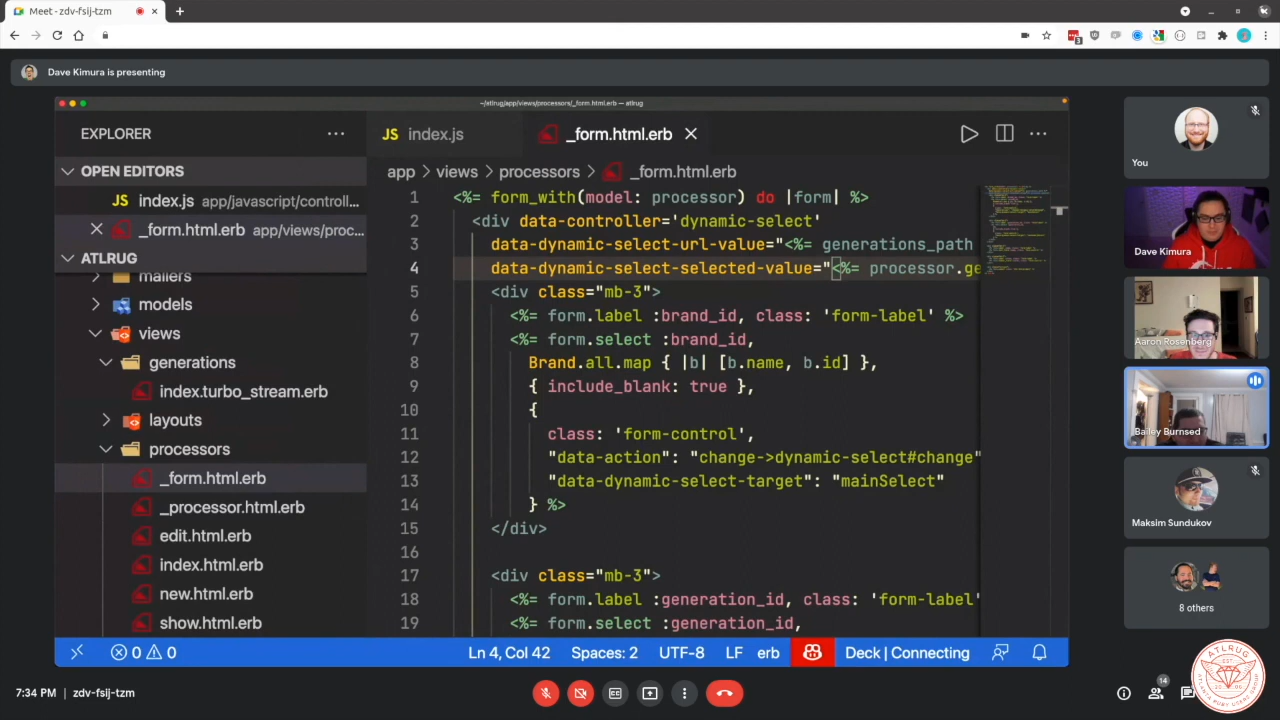 Meet - zdv-fsij-tzm
Dave Kimura is presenting
~/atlrug/app/views/processors/_form.html.erb — atlrug
EXPLORER
JS index.js
_form.html.erb
OPEN EDITORS
JS index.js app/javascript/controll...
_form.html.erb app/views/proc...
ATLRUG
mailers
models
views
generations
index.turbo_stream.erb
layouts
processors
_form.html.erb
_processor.html.erb
edit.html.erb
index.html.erb
new.html.erb
show.html.erb
app > views > processors > _form.html.erb
1 <%= form_with(model: processor) do |form| %>
2 <div data-controller='dynamic-select'
3 data-dynamic-select-url-value="<%= generations_path
4 data-dynamic-select-selected-value="<%= processor.ge
5 <div class="mb-3">
6 <%= form.label :brand_id, class: 'form-label' %>
7 <%= form.select :brand_id,
8 Brand.all.map { |b| [b.name, b.id] },
9 { include_blank: true },
10 {
11 class: 'form-control',
12 "data-action": "change->dynamic-select#change"
13 "data-dynamic-select-target": "mainSelect"
14 } %>
15 </div>
16
17 <div class="mb-3">
18 <%= form.label :generation_id, class: 'form-label'
19 <%= form.select :generation_id,
0 0
Ln 4, Col 42 Spaces: 2 UTF-8 LF erb Deck | Connecting
You
Dave Kimura
Aaron Rosenberg
Bailey Burnsed
Maksim Sundukov
8 others
7:34 PM zdv-fsij-tzm
14
ATLRUG
EST.
ATLANTA RUBY USERS GROUP